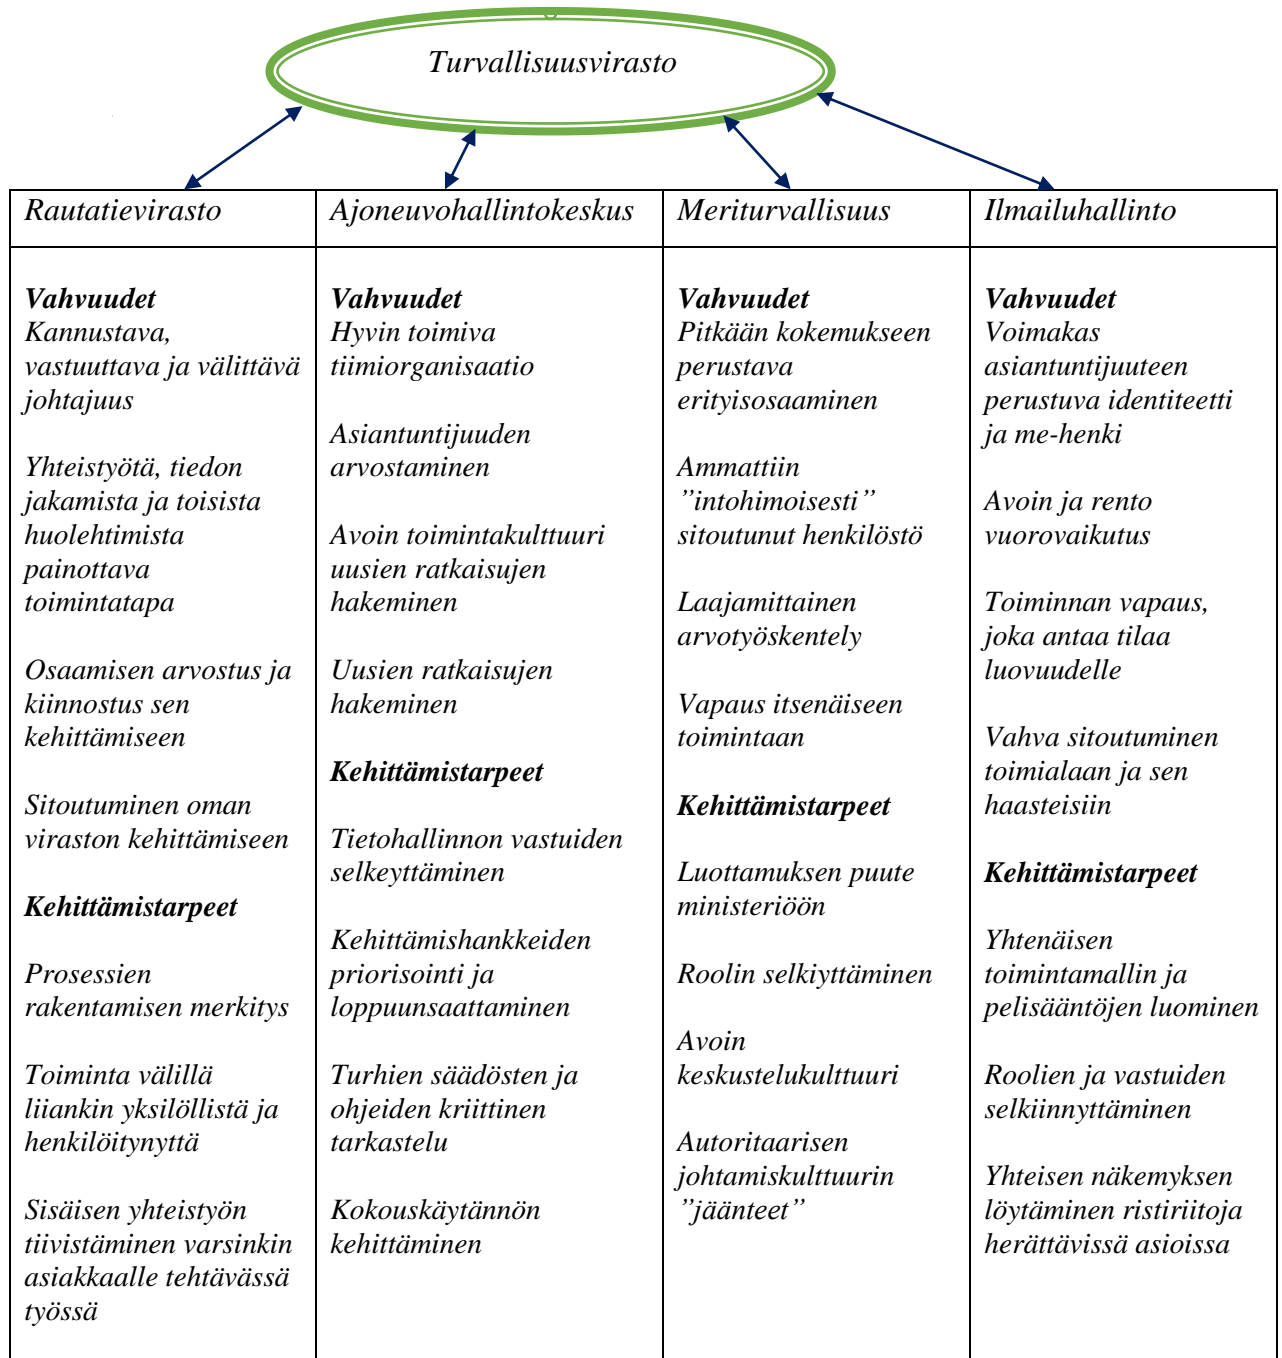 Turvallisuusvirasto
Rautatievirasto
Ajoneuvohallintokeskus
Meriturvallisuus
Ilmailuhallinto
Vahvuudet
Kannustava,
vastuuttava ja välittävä
johtajuus
Yhteistyötä, tiedon
jakamista ja toisista
huolehtimista
painottava
toimintatapa
Osaamisen arvostus ja
kiinnostus sen
kehittämiseen
Sitoutuminen oman
viraston kehittämiseen
Kehittämistarpeet
Prosessien
rakentamisen merkitys
Toiminta välillä
liiankin yksilöllistä ja
henkilöitynyttä
Sisäisen yhteistyön
tiivistäminen varsinkin
asiakkaalle tehtävässä
työssä
Vahvuudet
Hyvin toimiva
tiimiorganisaatio
Asiantuntijuuden
arvostaminen
Avoin toimintakulttuuri
uusien ratkaisujen
hakeminen
Uusien ratkaisujen
hakeminen
Kehittämistarpeet
Tietohallinnon vastuiden
selkeyttäminen
Kehittämishankkeiden
priorisointi ja
loppuunsaattaminen
Turhien säädösten ja
ohjeiden kriittinen
tarkastelu
Kokouskäytännön
kehittäminen
Vahvuudet
Pitkään kokemukseen
perustava
erityisosaaminen
Ammattiin
”intohimoisesti”
sitoutunut henkilöstö
Laajamittainen
arvotyöskentely
Vapaus itsenäiseen
toimintaan
Kehittämistarpeet
Luottamuksen puute
ministeriöön
Roolin selkiyttäminen
Avoin
keskustelukulttuuri
Autoritaarisen
johtamiskulttuurin
”jäänteet”
Vahvuudet
Voimakas
asiantuntijuuteen
perustuva identiteetti
ja me-henki
Avoin ja rento
vuorovaikutus
Toiminnan vapaus,
joka antaa tilaa
luovuudelle
Vahva sitoutuminen
toimialaan ja sen
haasteisiin
Kehittämistarpeet
Yhtenäisen
toimintamallin ja
pelisääntöjen luominen
Roolien ja vastuiden
selkiinnyttäminen
Yhteisen näkemyksen
löytäminen ristiriitoja
herättävissä asioissa